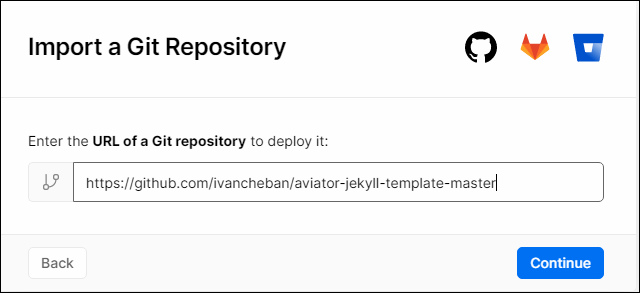 Import a Git Repository
Enter the URL of a Git repository to deploy it:
https://github.com/ivancheban/aviator-jekyll-template-master
Back
Continue